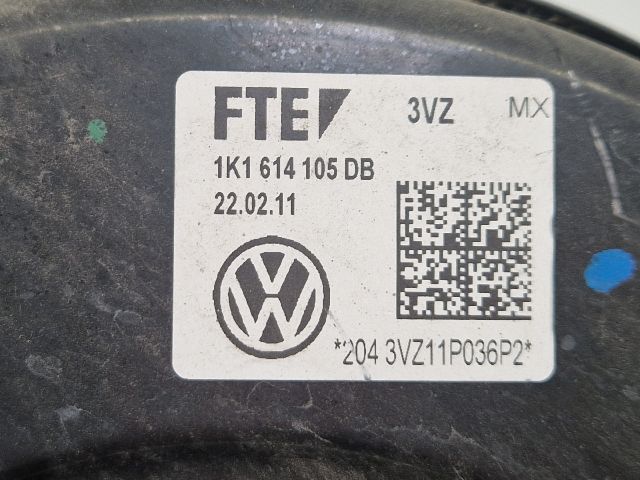 FTE 3VZ MX
1K1 614 105 DB
22.02.11
*204 3VZ11P036P2*